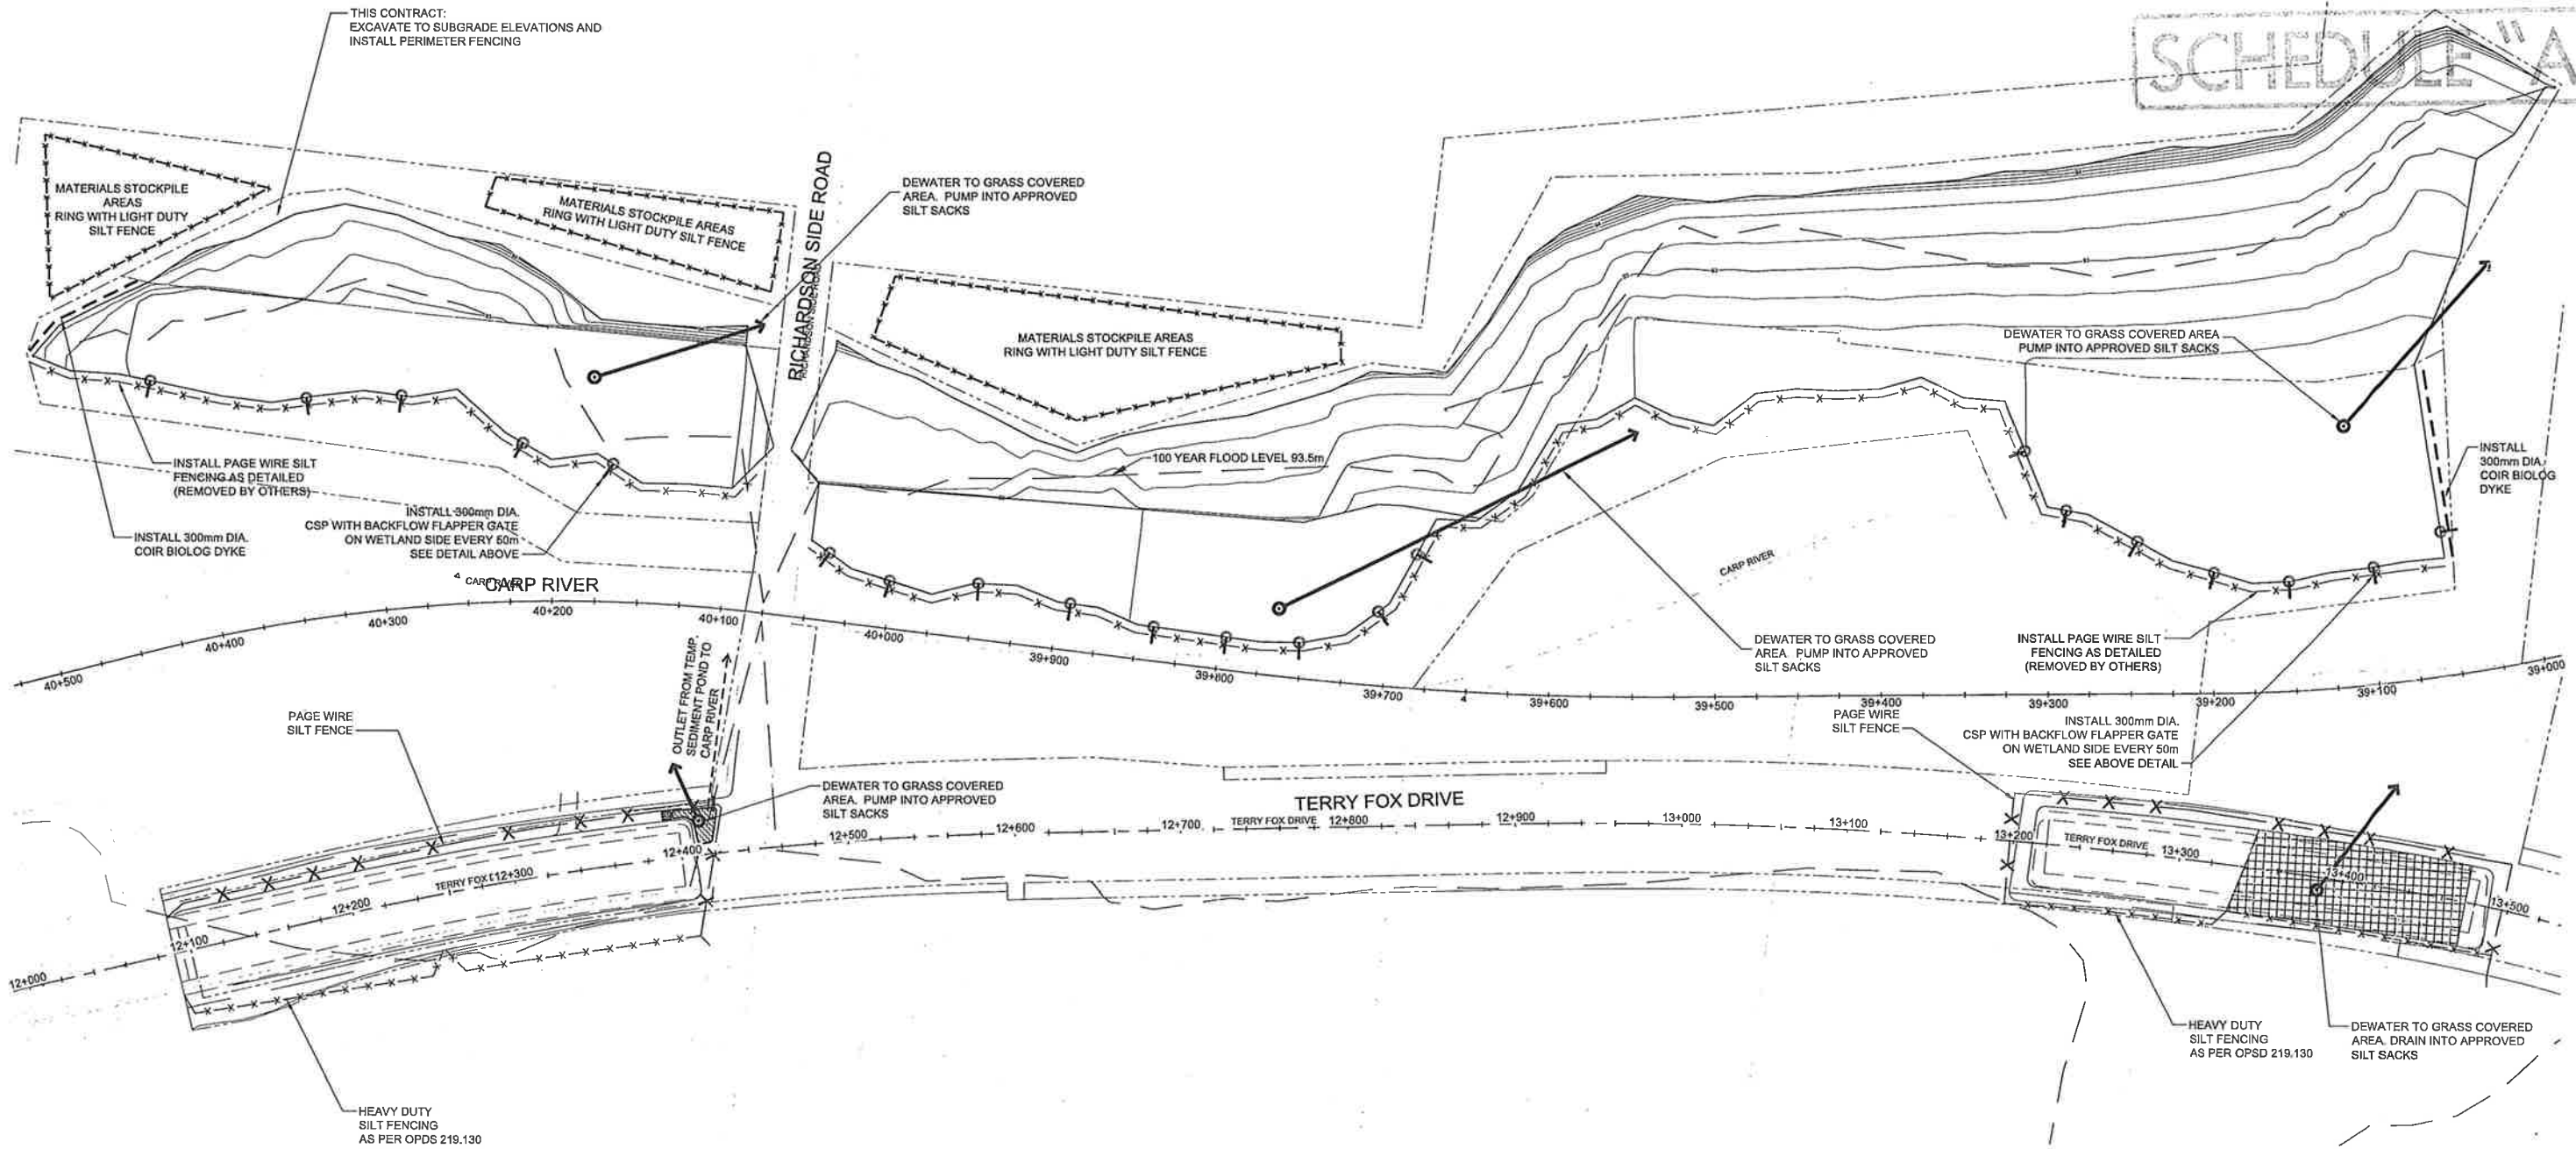 THIS CONTRACT:
EXCAVATE TO SUBGRADE ELEVATIONS AND
INSTALL PERIMETER FENCING
SCHEDULE "A
MATERIALS STOCKPILE
AREAS
RING WITH LIGHT DUTY
SILT FENCE
MATERIALS STOCKPILE AREAS
RING WITH LIGHT DUTY SILT FENCE
RICHARDSON SIDE ROAD
DEWATER TO GRASS COVERED
AREA. PUMP INTO APPROVED
SILT SACKS
MATERIALS STOCKPILE AREAS
RING WITH LIGHT DUTY SILT FENCE
DEWATER TO GRASS COVERED AREA
PUMP INTO APPROVED SILT SACKS
INSTALL PAGE WIRE SILT
FENCING AS DETAILED
(REMOVED BY OTHERS)
INSTALL 300mm DIA.
COIR BIOLOG DYKE
INSTALL 300mm DIA.
CSP WITH BACKFLOW FLAPPER GATE
ON WETLAND SIDE EVERY 50m
SEE DETAIL ABOVE
100 YEAR FLOOD LEVEL 93.5m
INSTALL
300mm DIA.
COIR BIOLOG
DYKE
CARP RIVER
CARP RIVER
40+500
40+400
40+300
40+200
40+100
40+000
39+900
39+800
39+700
39+600
39+500
39+400
39+300
39+200
39+100
39+000
DEWATER TO GRASS COVERED
AREA. PUMP INTO APPROVED
SILT SACKS
INSTALL PAGE WIRE SILT
FENCING AS DETAILED
(REMOVED BY OTHERS)
PAGE WIRE
SILT FENCE
OUTLET FROM TEMP.
SEDIMENT POND TO
CARP RIVER
PAGE WIRE
SILT FENCE
INSTALL 300mm DIA.
CSP WITH BACKFLOW FLAPPER GATE
ON WETLAND SIDE EVERY 50m
SEE ABOVE DETAIL
DEWATER TO GRASS COVERED
AREA. PUMP INTO APPROVED
SILT SACKS
TERRY FOX DRIVE
12+000
12+100
12+200
TERRY FOX
12+300
12+400
12+500
12+600
12+700
TERRY FOX DRIVE
12+800
12+900
13+000
13+100
13+200
TERRY FOX DRIVE
13+300
13+400
13+500
HEAVY DUTY
SILT FENCING
AS PER OPDS 219.130
HEAVY DUTY
SILT FENCING
AS PER OPSD 219.130
DEWATER TO GRASS COVERED
AREA. DRAIN INTO APPROVED
SILT SACKS